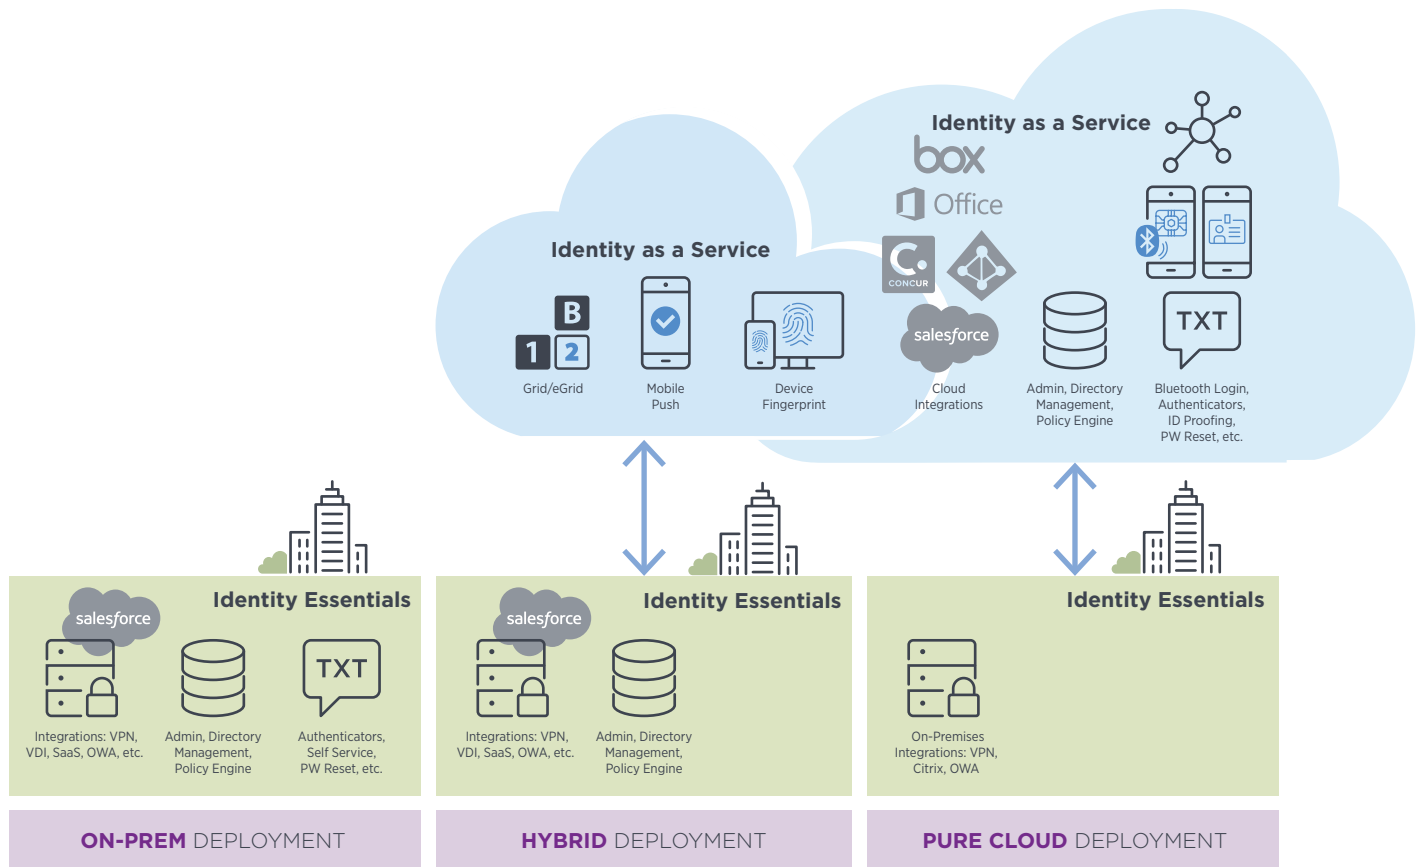 Identity as a Service
box
Office
C.
CONCUR
salesforce
TXT
Cloud
Integrations
Admin, Directory
Management,
Policy Engine
Bluetooth Login,
Authenticators,
ID Proofing,
PW Reset, etc.
Identity as a Service
B
1 2
Grid/eGrid
Mobile
Push
Device
Fingerprint
Identity Essentials
salesforce
TXT
Integrations: VPN,
VDI, SaaS, OWA, etc.
Admin, Directory
Management,
Policy Engine
Authenticators,
Self Service,
PW Reset, etc.
ON-PREM DEPLOYMENT
Identity Essentials
salesforce
Integrations: VPN,
VDI, SaaS, OWA, etc.
Admin, Directory
Management,
Policy Engine
HYBRID DEPLOYMENT
Identity Essentials
On-Premises
Integrations: VPN,
Citrix, OWA
PURE CLOUD DEPLOYMENT